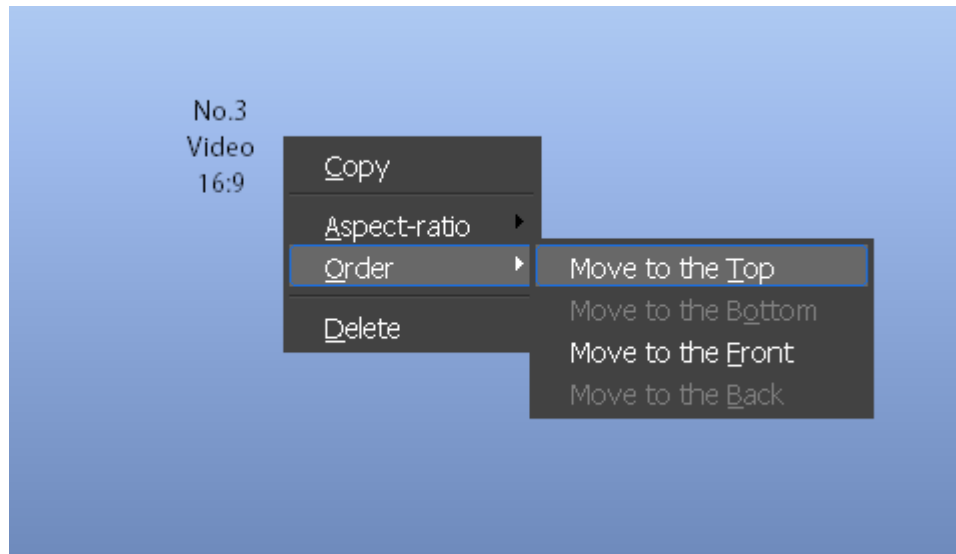 No.3
Video
16:9
Copy
Aspect-ratio
Order
Delete
Move to the Top
Move to the Bottom
Move to the Front
Move to the Back